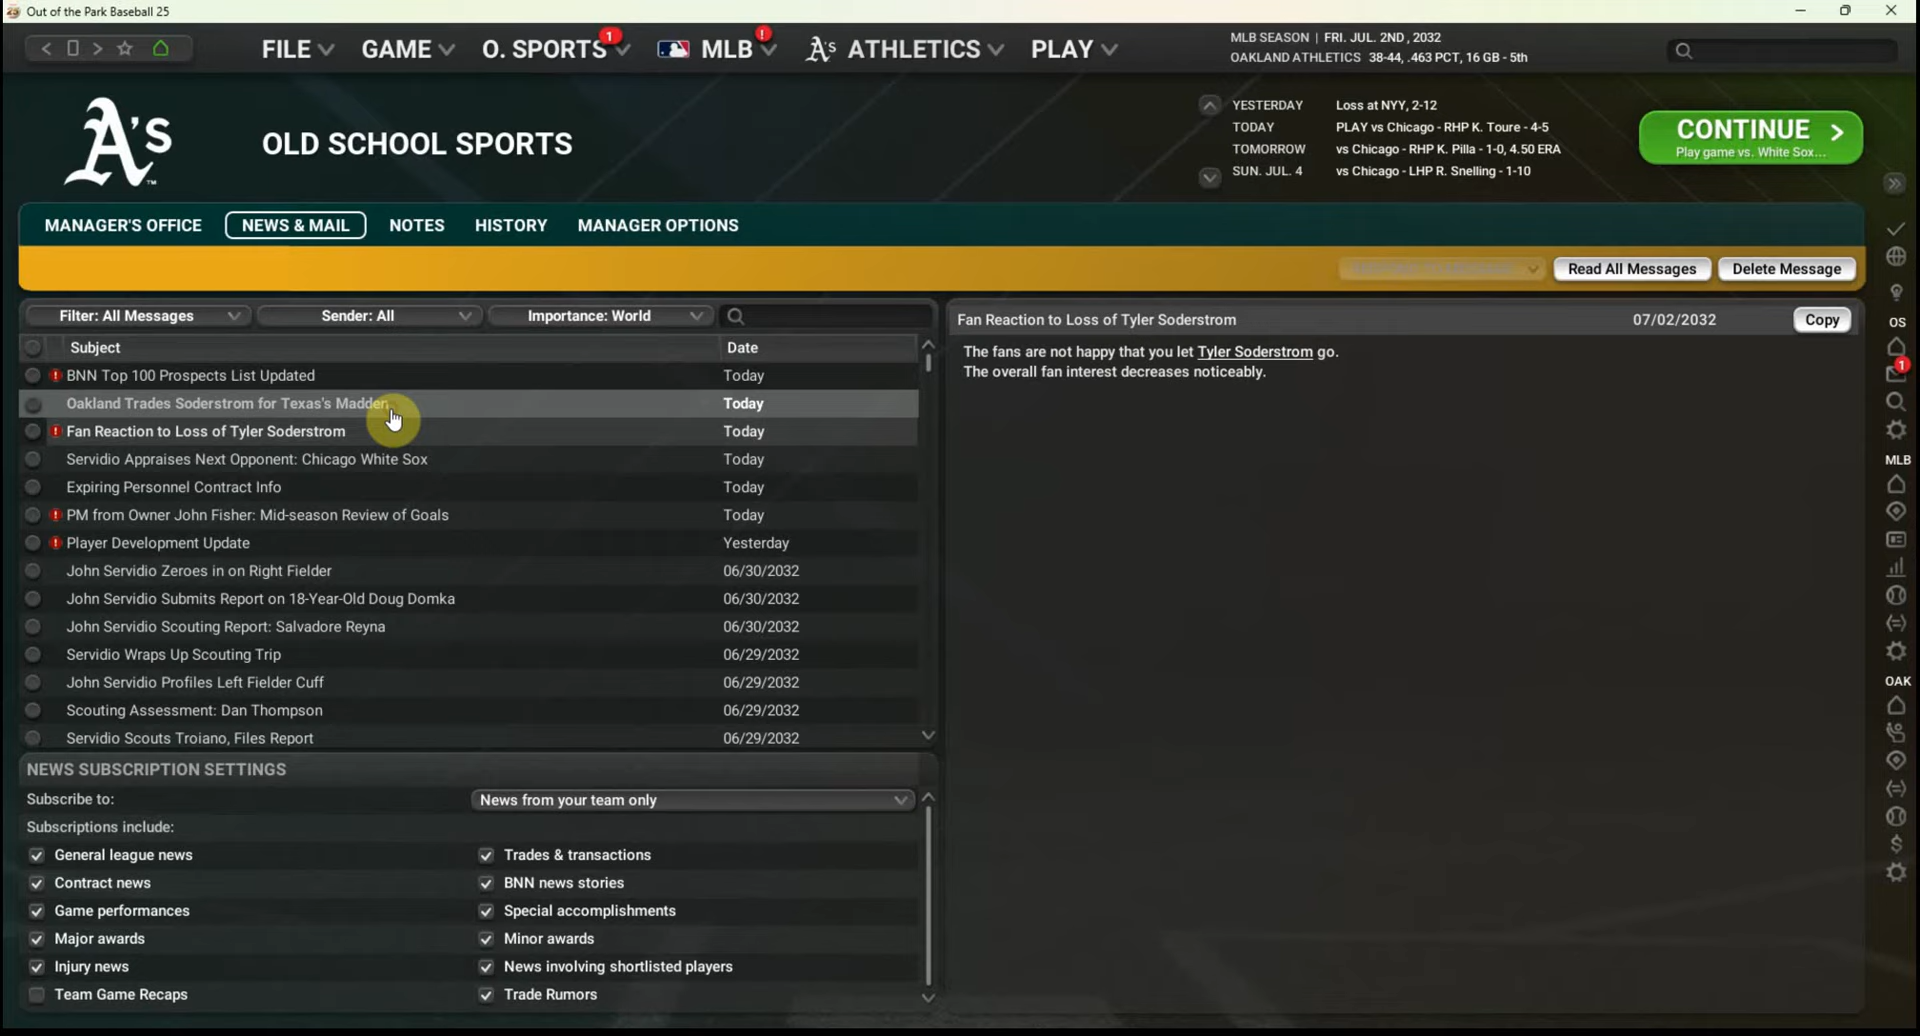 Out of the Park Baseball 25
FILE
GAME
O. SPORTS
1
MLB
!
A's ATHLETICS
PLAY
MLB SEASON | FRI. JUL. 2ND, 2032
OAKLAND ATHLETICS 38-44, .463 PCT, 16 GB - 5th
A's
TM
OLD SCHOOL SPORTS
YESTERDAY Loss at NYY, 2-12
TODAY PLAY vs Chicago - RHP K. Toure - 4-5
TOMORROW vs Chicago - RHP K. Pilla - 1-0, 4.50 ERA
SUN. JUL. 4 vs Chicago - LHP R. Snelling - 1-10
CONTINUE
Play game vs. White Sox...
MANAGER'S OFFICE
NEWS & MAIL
NOTES
HISTORY
MANAGER OPTIONS
Read All Messages
Delete Message
Filter: All Messages
Sender: All
Importance: World
Subject Date
! BNN Top 100 Prospects List Updated Today
Oakland Trades Soderstrom for Texas's Madden Today
! Fan Reaction to Loss of Tyler Soderstrom Today
Servidio Appraises Next Opponent: Chicago White Sox Today
Expiring Personnel Contract Info Today
! PM from Owner John Fisher: Mid-season Review of Goals Today
! Player Development Update Yesterday
John Servidio Zeroes in on Right Fielder 06/30/2032
John Servidio Submits Report on 18-Year-Old Doug Domka 06/30/2032
John Servidio Scouting Report: Salvadore Reyna 06/30/2032
Servidio Wraps Up Scouting Trip 06/29/2032
John Servidio Profiles Left Fielder Cuff 06/29/2032
Scouting Assessment: Dan Thompson 06/29/2032
Servidio Scouts Troiano, Files Report 06/29/2032
Fan Reaction to Loss of Tyler Soderstrom 07/02/2032 Copy
The fans are not happy that you let Tyler Soderstrom go.
The overall fan interest decreases noticeably.
NEWS SUBSCRIPTION SETTINGS
Subscribe to: News from your team only
Subscriptions include:
General league news Trades & transactions
Contract news BNN news stories
Game performances Special accomplishments
Major awards Minor awards
Injury news News involving shortlisted players
Team Game Recaps Trade Rumors
OS
1
MLB
OAK
$